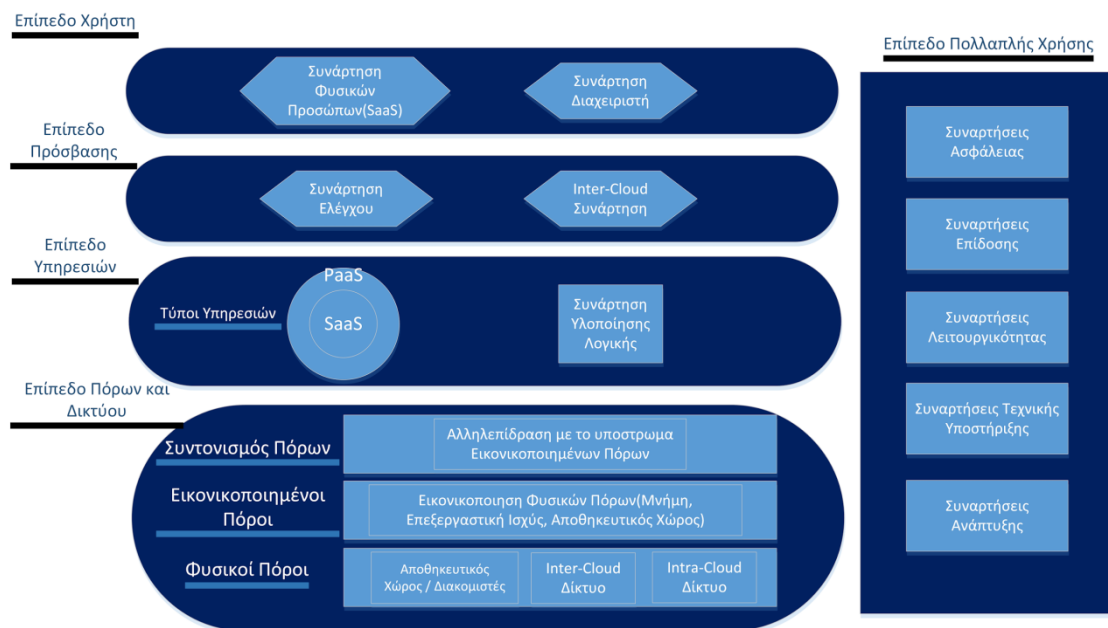 Επίπεδο Χρήστη
Συνάρτηση
Φυσικών
Προσώπων(SaaS)
Συνάρτηση
Διαχειριστή
Επίπεδο
Πρόσβασης
Συνάρτηση
Ελέγχου
Inter-Cloud
Συνάρτηση
Επίπεδο
Υπηρεσιών
Τύποι Υπηρεσιών
PaaS
SaaS
Συνάρτηση
Υλοποίησης
Λογικής
Επίπεδο Πόρων και
Δικτύου
Συντονισμός Πόρων
Αλληλεπίδραση με το υποστρωμα
Εικονικοποιημένων Πόρων
Εικονικοποιημένοι
Πόροι
Εικονικοποιηση Φυσικών Πόρων(Μνήμη,
Επεξεργαστική Ισχύς, Αποθηκευτικός Χώρος)
Φυσικοί Πόροι
Αποθηκευτικός
Χώρος / Διακομιστές
Inter-Cloud
Δίκτυο
Intra-Cloud
Δίκτυο
Επίπεδο Πολλαπλής Χρήσης
Συναρτήσεις
Ασφάλειας
Συναρτήσεις
Επίδοσης
Συναρτήσεις
Λειτουργικότητας
Συναρτήσεις Τεχνικής
Υποστήριξης
Συναρτήσεις
Ανάπτυξης